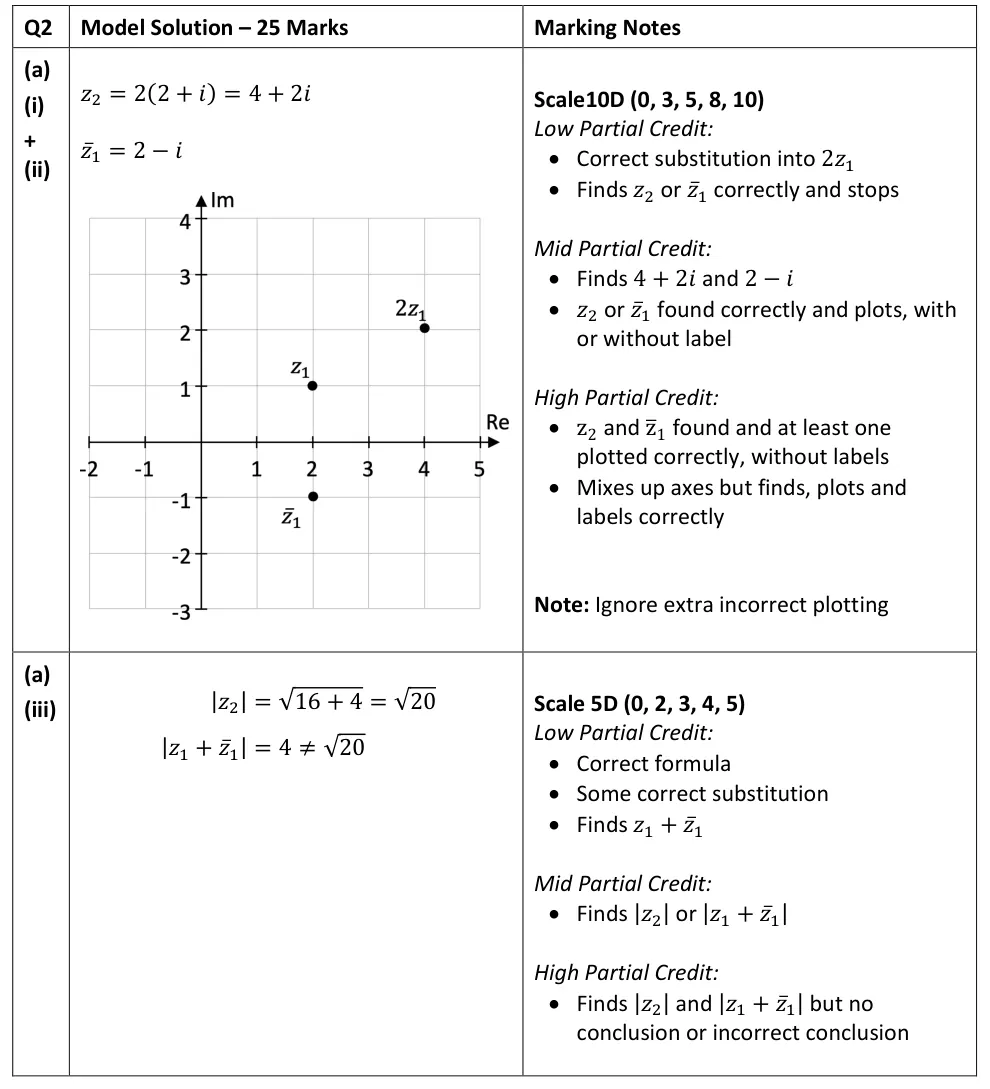 Q2 Model Solution – 25 Marks Marking Notes
(a)
(i)
+
(ii)
z₂ = 2(2 + i) = 4 + 2i
z̄₁ = 2 − i
Im
4
3
2
1
-1
-2
-3
2z₁
z₁
z̄₁
Re
-2 -1 1 2 3 4 5
Scale10D (0, 3, 5, 8, 10)
Low Partial Credit:
• Correct substitution into 2z₁
• Finds z₂ or z̄₁ correctly and stops
Mid Partial Credit:
• Finds 4 + 2i and 2 − i
• z₂ or z̄₁ found correctly and plots, with
or without label
High Partial Credit:
• z₂ and z̄₁ found and at least one
plotted correctly, without labels
• Mixes up axes but finds, plots and
labels correctly
Note: Ignore extra incorrect plotting
(a)
(iii)
|z₂| = √16 + 4 = √20
|z₁ + z̄₁| = 4 ≠ √20
Scale 5D (0, 2, 3, 4, 5)
Low Partial Credit:
• Correct formula
• Some correct substitution
• Finds z₁ + z̄₁
Mid Partial Credit:
• Finds |z₂| or |z₁ + z̄₁|
High Partial Credit:
• Finds |z₂| and |z₁ + z̄₁| but no
conclusion or incorrect conclusion